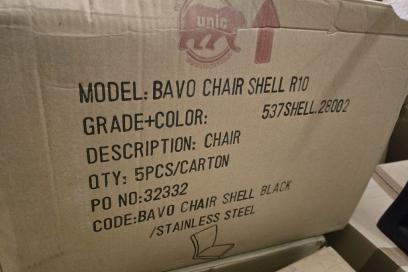 unic
MODEL: BAVO CHAIR SHELL R10
GRADE+COLOR: 537SHELL.28002
DESCRIPTION: CHAIR
QTY: 5PCS/CARTON
PO NO:32332
CODE:BAVO CHAIR SHELL BLACK
/STAINLESS STEEL